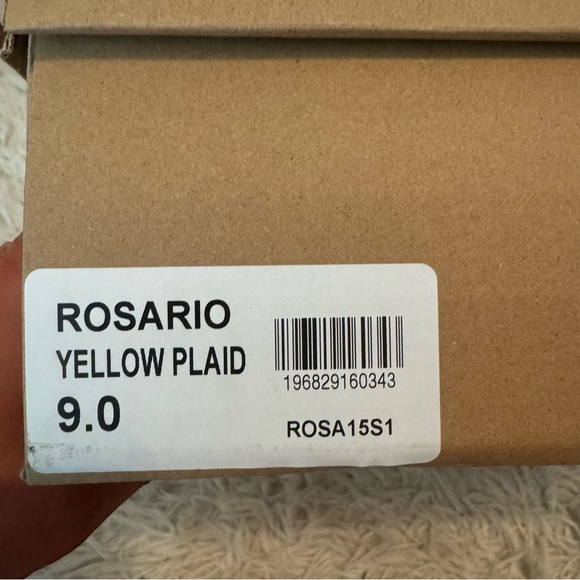 ROSARIO
YELLOW PLAID
9.0
196829160343
ROSA15S1